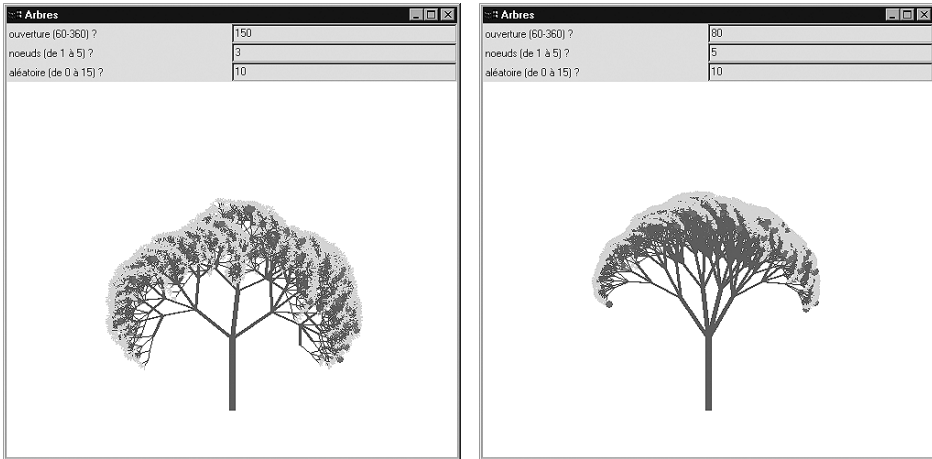 Arbres
ouverture (60-360) ? 150
noeuds (de 1 à 5) ? 3
aléatoire (de 0 à 15) ? 10
Arbres
ouverture (60-360) ? 80
noeuds (de 1 à 5) ? 5
aléatoire (de 0 à 15) ? 10